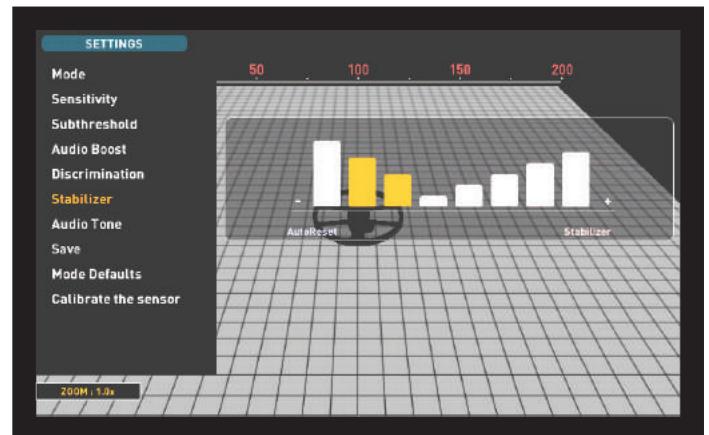 SETTINGS
Mode
Sensitivity
Subthreshold
Audio Boost
Discrimination
Stabilizer
Audio Tone
Save
Mode Defaults
Calibrate the sensor
50 100 150 200
- +
AutoReset Stabilizer
ZOOM : 1.0x